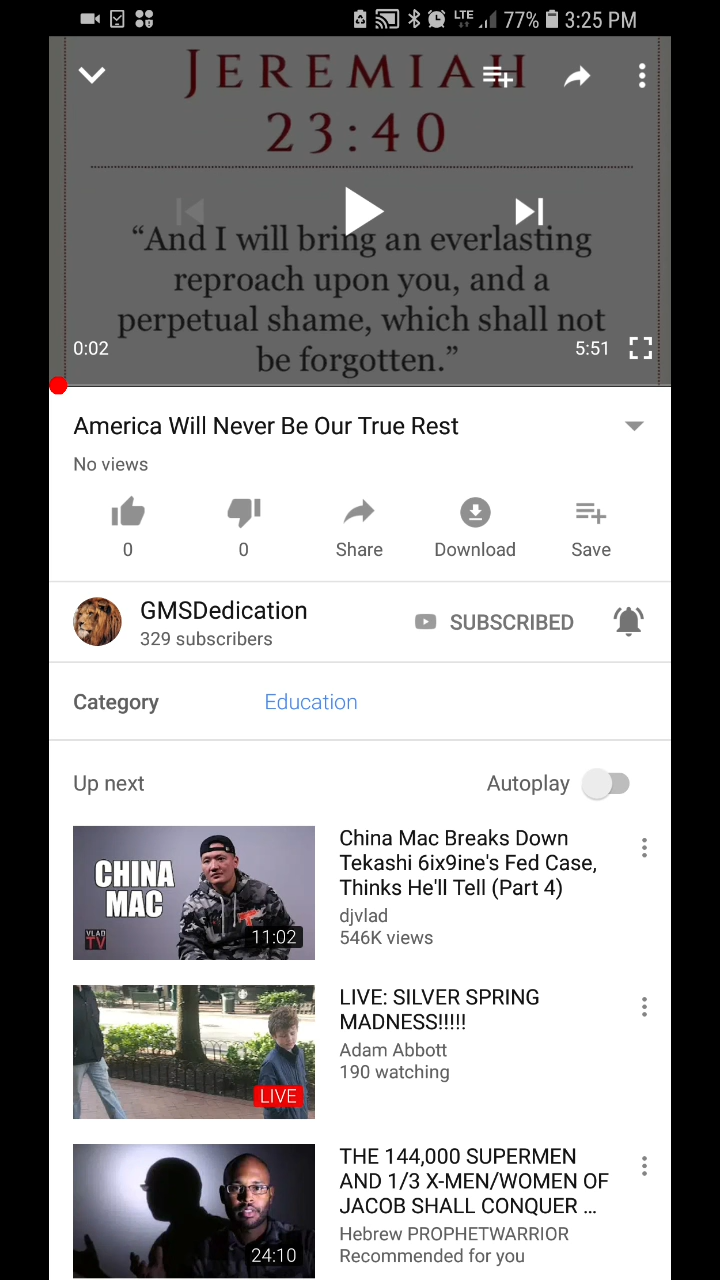 LTE 77% 3:25 PM
JEREMIAH
23:40
“And I will bring an everlasting
reproach upon you, and a
perpetual shame, which shall not
be forgotten.”
0:02 5:51
America Will Never Be Our True Rest
No views
0 0 Share Download Save
GMSDedication
329 subscribers
SUBSCRIBED
Category Education
Up next Autoplay
CHINA
MAC
VLAD
TV
11:02
China Mac Breaks Down
Tekashi 6ix9ine's Fed Case,
Thinks He'll Tell (Part 4)
djvlad
546K views
LIVE
LIVE: SILVER SPRING
MADNESS!!!!!
Adam Abbott
190 watching
24:10
THE 144,000 SUPERMEN
AND 1/3 X-MEN/WOMEN OF
JACOB SHALL CONQUER ...
Hebrew PROPHETWARRIOR
Recommended for you